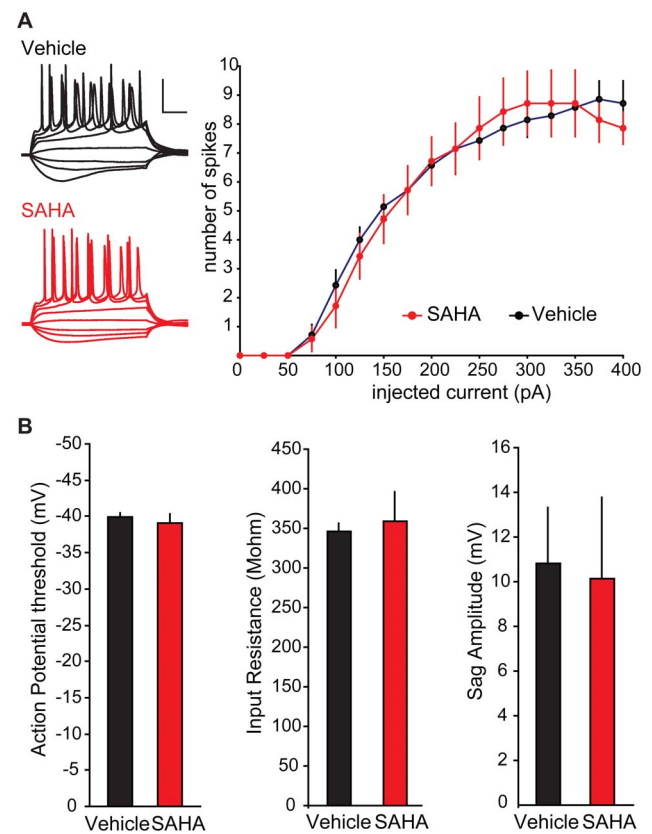 A
Vehicle
SAHA
number of spikes
10
9
8
7
6
5
4
3
2
1
0 50 100 150 200 250 300 350 400
injected current (pA)
SAHA Vehicle
B
Action Potential threshold (mV)
-50
-45
-40
-35
-30
-25
-20
-15
-10
-5
0
Vehicle SAHA
Input Resistance (Mohm)
450
400
350
300
250
200
150
100
50
0
Vehicle SAHA
Sag Amplitude (mV)
16
14
12
10
8
6
4
2
0
Vehicle SAHA